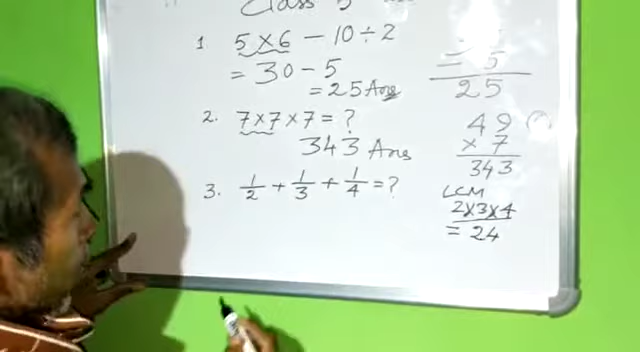 Class 5
1 5×6 – 10÷2
= 30 – 5
= 25 Ans
– 5
25
2. 7×7×7 = ?
343 Ans
49
× 7
343
3. 1/2 + 1/3 + 1/4 = ?
LCM
2×3×4
= 24